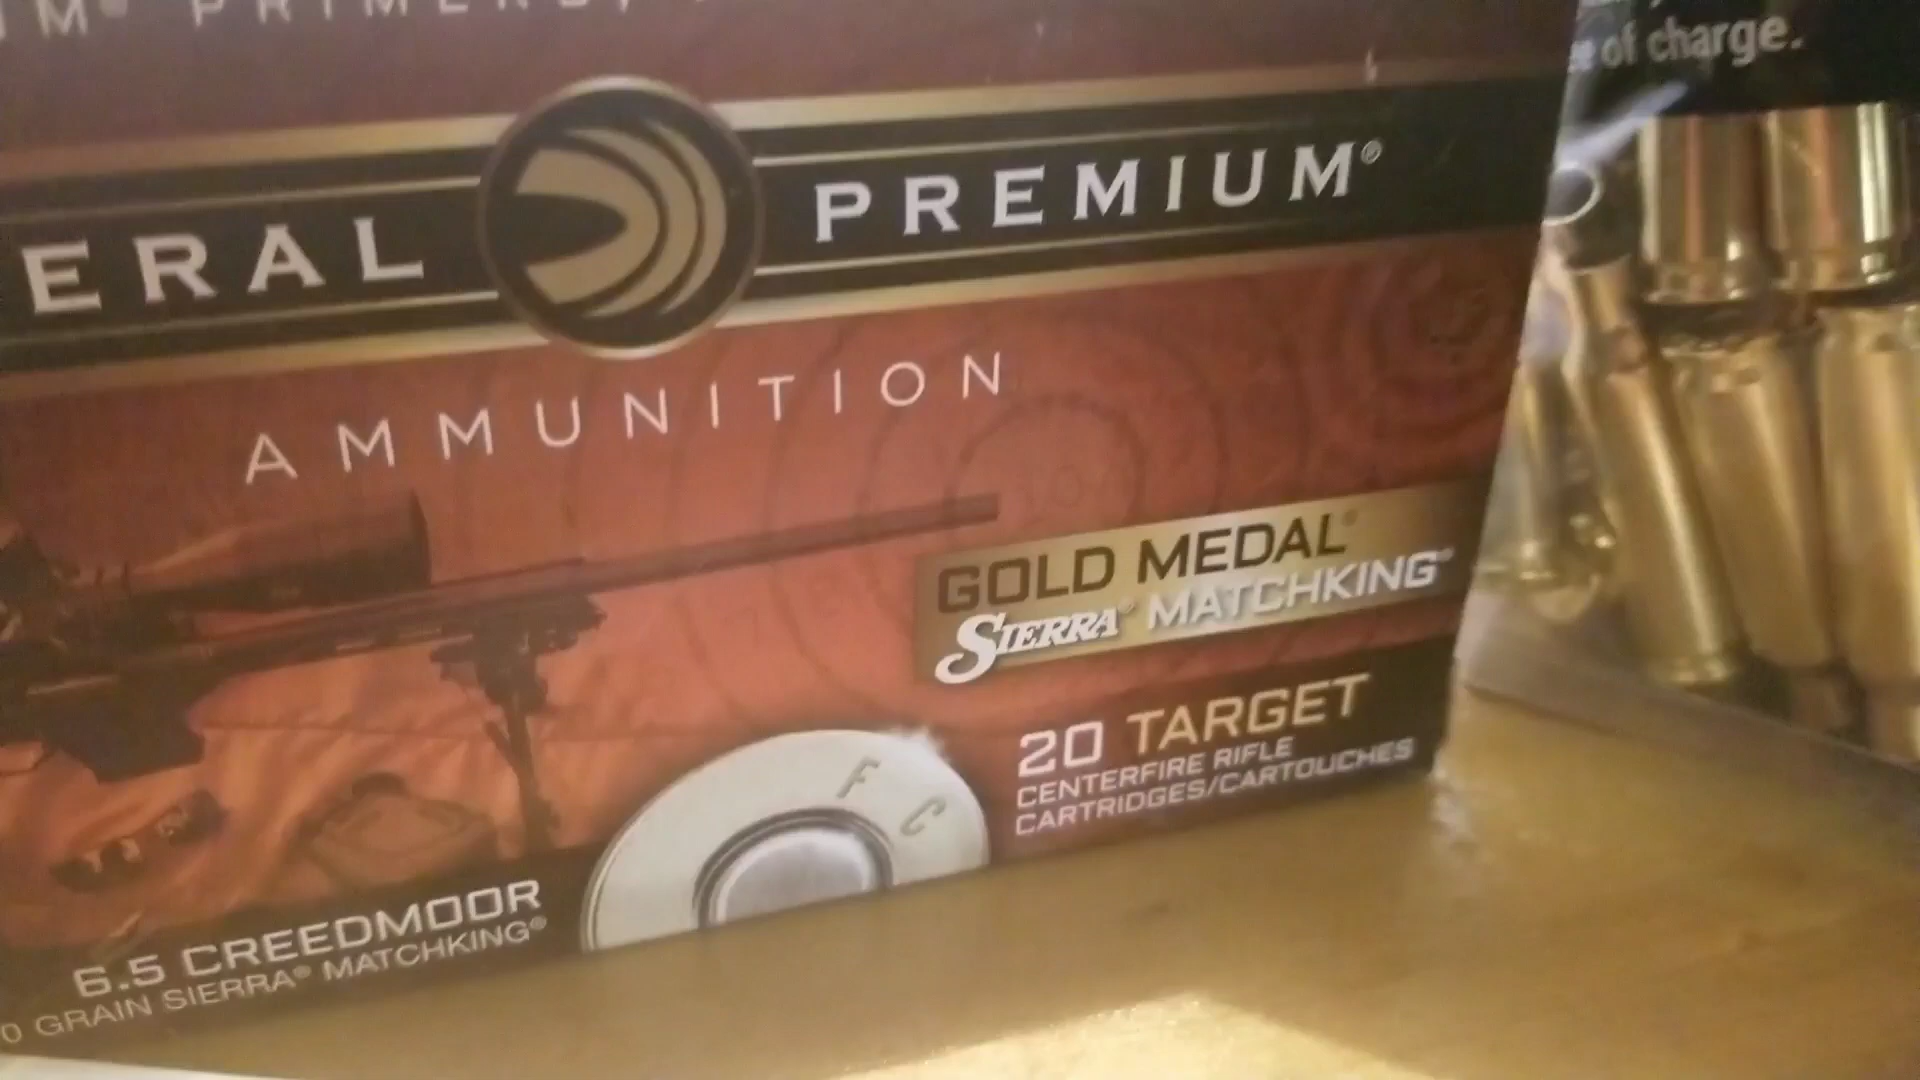 PRIMERS,
of charge.
ERAL PREMIUM®
AMMUNITION
GOLD MEDAL®
SIERRA® MATCHKING®
20 TARGET
CENTERFIRE RIFLE
CARTRIDGES/CARTOUCHES
F C
6.5 CREEDMOOR
0 GRAIN SIERRA® MATCHKING®